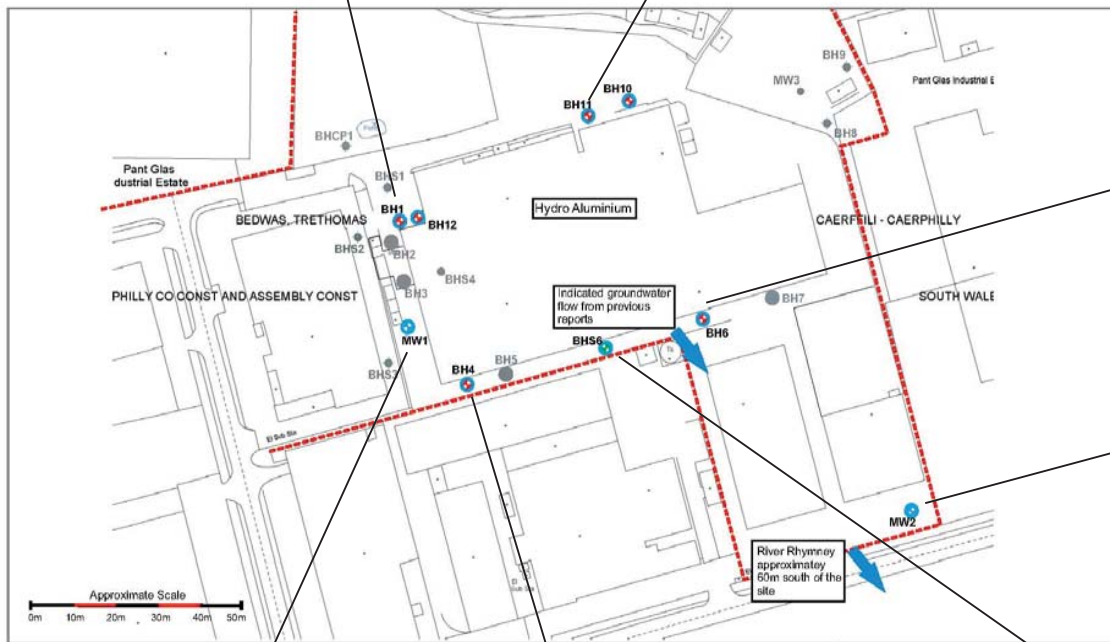 BH9
Pant Glas Industrial E
MW3
BH10
BH11
BH8
BHCP1
Pant Glas
dustrial Estate
BHS1
Hydro Aluminium
BEDWAS, TRETHOMAS
BH1
BH12
CAERFFILI - CAERPHILLY
BHS2
BH2
BHS4
BH3
PHILLY CO CONST AND ASSEMBLY CONST
Indicated groundwater
flow from previous
reports
BH7
SOUTH WALE
MW1
BH6
BHS6
BHS3
BH4
BH5
El Sub Sta
MW2
River Rhymney
approximatey
60m south of the
site
El
Sub Sta
Approximate Scale
0m 10m 20m 30m 40m 50m